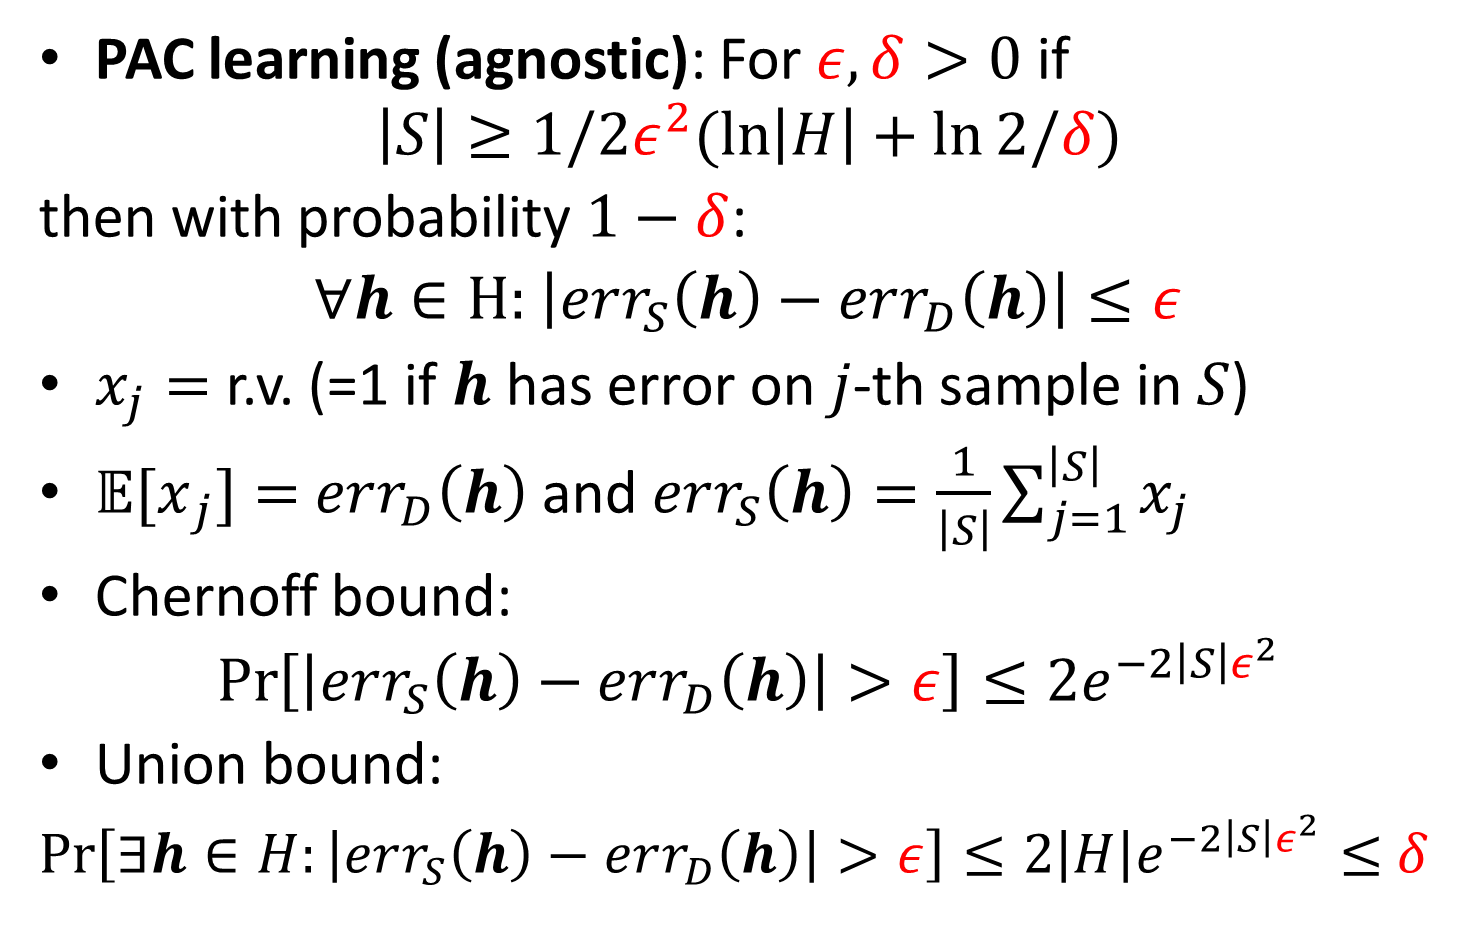 • PAC learning (agnostic): For ϵ, δ > 0 if
|S| ≥ 1/2ϵ²(ln|H| + ln 2/δ)
then with probability 1 − δ:
∀𝒉 ∈ H: |err_S(𝒉) − err_D(𝒉)| ≤ ϵ
• x_j = r.v. (=1 if 𝒉 has error on j-th sample in S)
• 𝔼[x_j] = err_D(𝒉) and err_S(𝒉) = \frac{1}{|S|} ∑_{j=1}^{|S|} x_j
• Chernoff bound:
Pr[|err_S(𝒉) − err_D(𝒉)| > ϵ] ≤ 2e^{−2|S|ϵ²}
• Union bound:
Pr[∃𝒉 ∈ H: |err_S(𝒉) − err_D(𝒉)| > ϵ] ≤ 2|H|e^{−2|S|ϵ²} ≤ δ